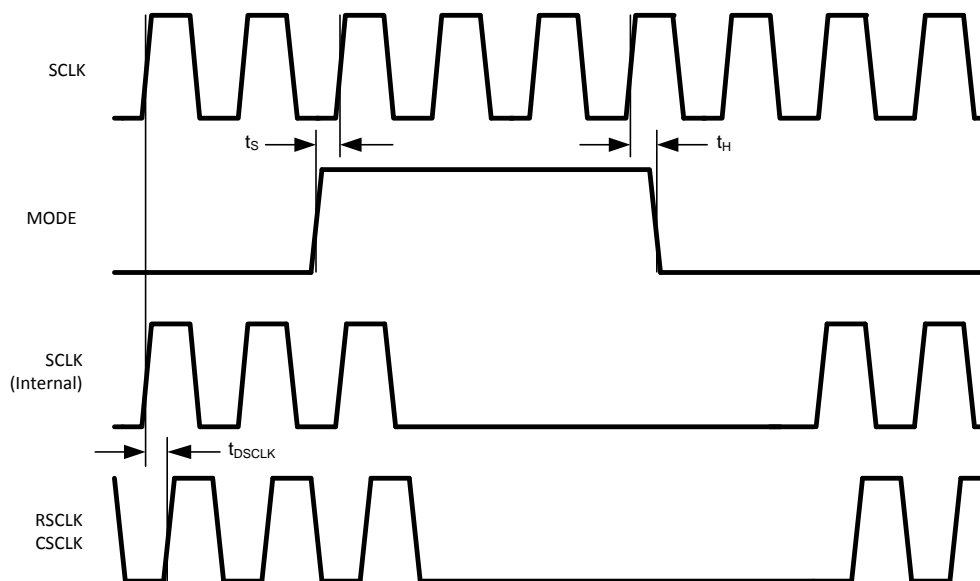 SCLK
tS
tH
MODE
SCLK
(Internal)
tDSCLK
RSCLK
CSCLK